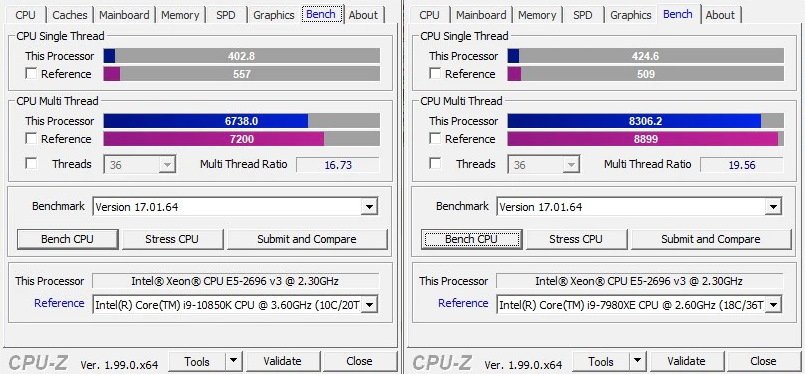 CPU Caches Mainboard Memory SPD Graphics Bench About
CPU Single Thread
This Processor 402.8
Reference 557
CPU Multi Thread
This Processor 6738.0
Reference 7200
Threads 36 Multi Thread Ratio 16.73
Benchmark Version 17.01.64
Bench CPU Stress CPU Submit and Compare
This Processor Intel® Xeon® CPU E5-2696 v3 @ 2.30GHz
Reference Intel(R) Core(TM) i9-10850K CPU @ 3.60GHz (10C/20T
CPU-Z Ver. 1.99.0.x64 Tools Validate Close
CPU Mainboard Memory SPD Graphics Bench About
CPU Single Thread
This Processor 424.6
Reference 509
CPU Multi Thread
This Processor 8306.2
Reference 8899
Threads 36 Multi Thread Ratio 19.56
Benchmark Version 17.01.64
Bench CPU Stress CPU Submit and Compare
This Processor Intel® Xeon® CPU E5-2696 v3 @ 2.30GHz
Reference Intel(R) Core(TM) i9-7980XE CPU @ 2.60GHz (18C/36T
CPU-Z Ver. 1.99.0.x64 Tools Validate Close